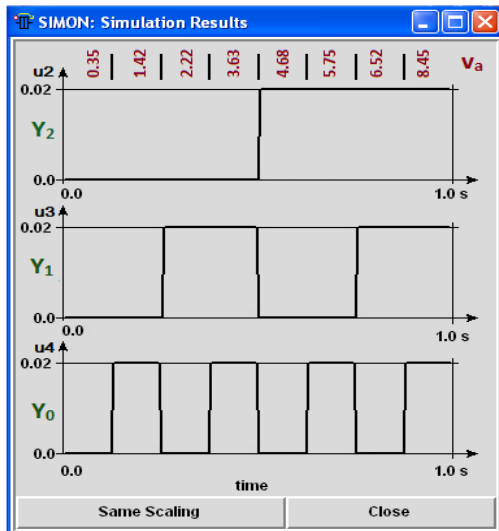 SIMON: Simulation Results
0.35 | 1.42 | 2.22 | 3.63 | 4.68 | 5.75 | 6.52 | 8.45 Va
u2
0.02
Y2
0.0
0.0 1.0 s
u3
0.02
Y1
0.0
0.0 1.0 s
u4
0.02
Y0
0.0
0.0 1.0 s
time
Same Scaling Close